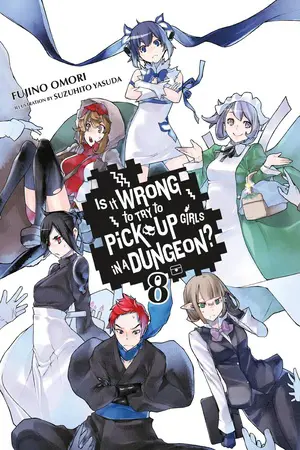 FUJINO OMORI
ILLUSTRATION BY SUZUHITO YASUDA
IS IT WRONG
TO TRY TO
PICK UP GIRLS
IN A DUNGEON?
8